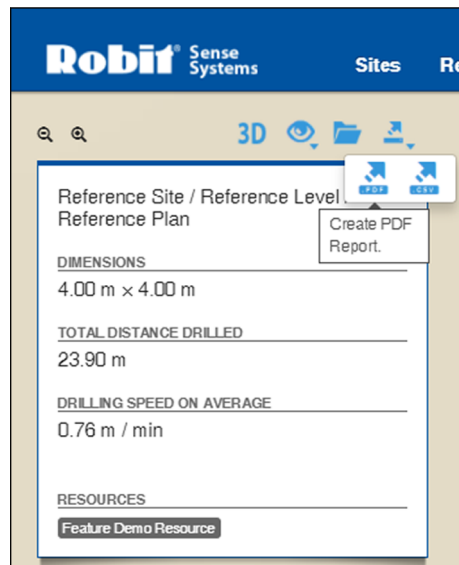 Robit® Sense
Systems
Sites
3D
PDF
CSV
Reference Site / Reference Level
Reference Plan
Create PDF
Report.
DIMENSIONS
4.00 m × 4.00 m
TOTAL DISTANCE DRILLED
23.90 m
DRILLING SPEED ON AVERAGE
0.76 m / min
RESOURCES
Feature Demo Resource